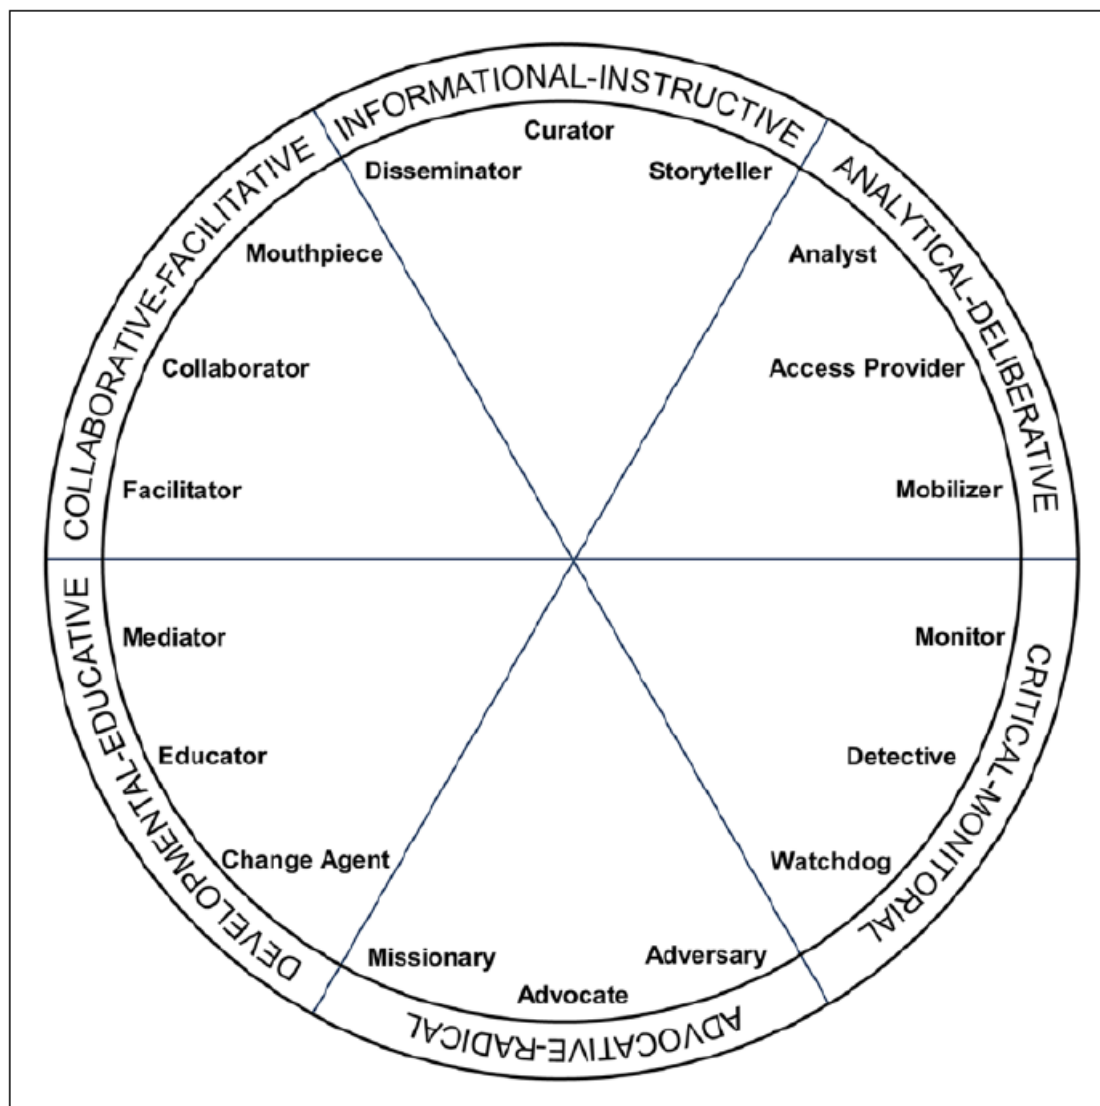 INFORMATIONAL-INSTRUCTIVE
Curator
Disseminator
Storyteller
ANALYTICAL-DELIBERATIVE
Analyst
Access Provider
Mobilizer
CRITICAL-MONITORIAL
Monitor
Detective
Watchdog
ADVOCATIVE-RADICAL
Adversary
Advocate
Missionary
DEVELOPMENTAL-EDUCATIVE
Change Agent
Educator
Mediator
COLLABORATIVE-FACILITATIVE
Facilitator
Collaborator
Mouthpiece